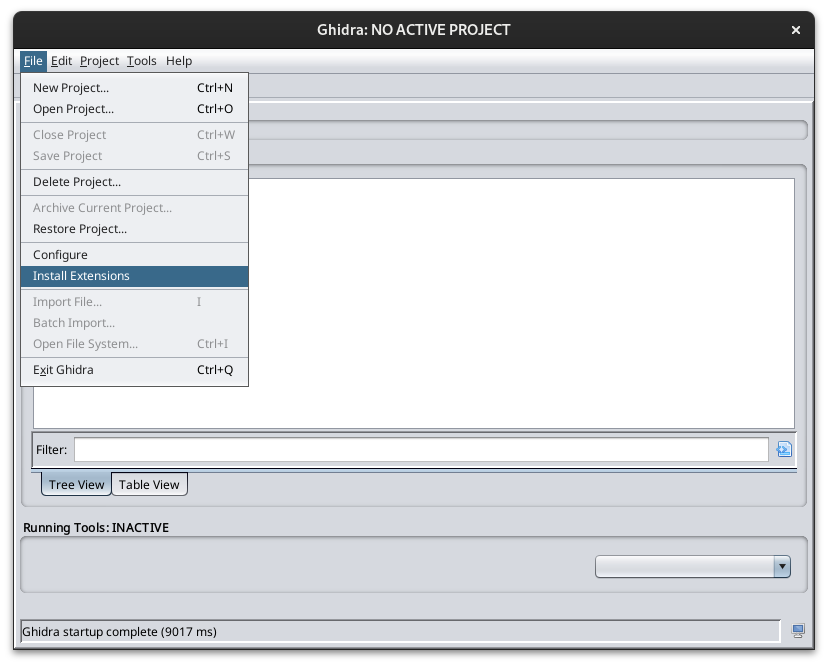 Ghidra: NO ACTIVE PROJECT
File Edit Project Tools Help
New Project... Ctrl+N
Open Project... Ctrl+O
Close Project Ctrl+W
Save Project Ctrl+S
Delete Project...
Archive Current Project...
Restore Project...
Configure
Install Extensions
Import File... I
Batch Import...
Open File System... Ctrl+I
Exit Ghidra Ctrl+Q
Filter:
Tree View Table View
Running Tools: INACTIVE
Ghidra startup complete (9017 ms)